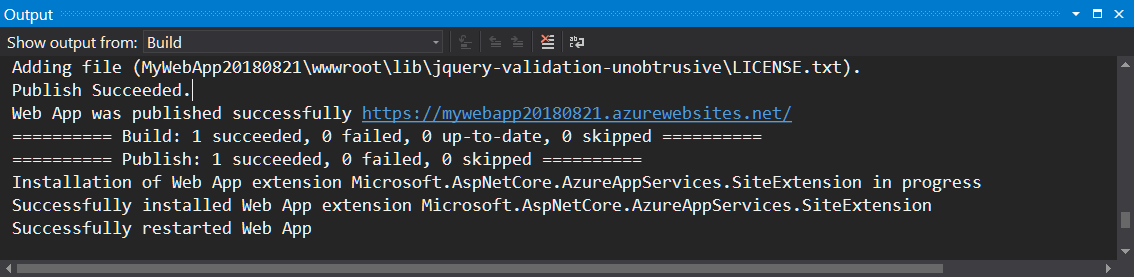 Output
Show output from: Build
Adding file (MyWebApp20180821\wwwroot\lib\jquery-validation-unobtrusive\LICENSE.txt).
Publish Succeeded.
Web App was published successfully https://mywebapp20180821.azurewebsites.net/
========== Build: 1 succeeded, 0 failed, 0 up-to-date, 0 skipped ==========
========== Publish: 1 succeeded, 0 failed, 0 skipped ==========
Installation of Web App extension Microsoft.AspNetCore.AzureAppServices.SiteExtension in progress
Successfully installed Web App extension Microsoft.AspNetCore.AzureAppServices.SiteExtension
Successfully restarted Web App